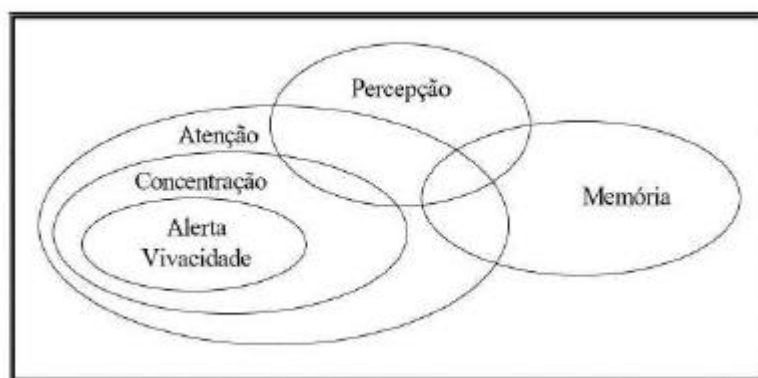 Percepção
Atenção
Concentração
Memória
Alerta
Vivacidade